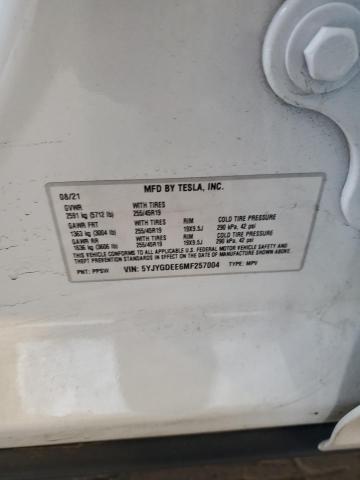 MFD BY TESLA, INC.
08/21
GVWR WITH TIRES
2591 kg (5712 lb) 255/45R19
GAWR FRT WITH TIRES RIM COLD TIRE PRESSURE
1363 kg (3004 lb) 255/45R19 19X9.5J 290 kPa, 42 psi
GAWR RR WITH TIRES RIM COLD TIRE PRESSURE
1636 kg (3606 lb) 255/45R19 19X9.5J 290 kPa, 42 psi
THIS VEHICLE CONFORMS TO ALL APPLICABLE U.S. FEDERAL MOTOR VEHICLE SAFETY
AND THEFT PREVENTION STANDARDS IN EFFECT ON THE DATE OF MANUFACTURE SHOWN ABOVE.
PNT: PPSW VIN: 5YJYGDEE6MF257004 TYPE: MPV